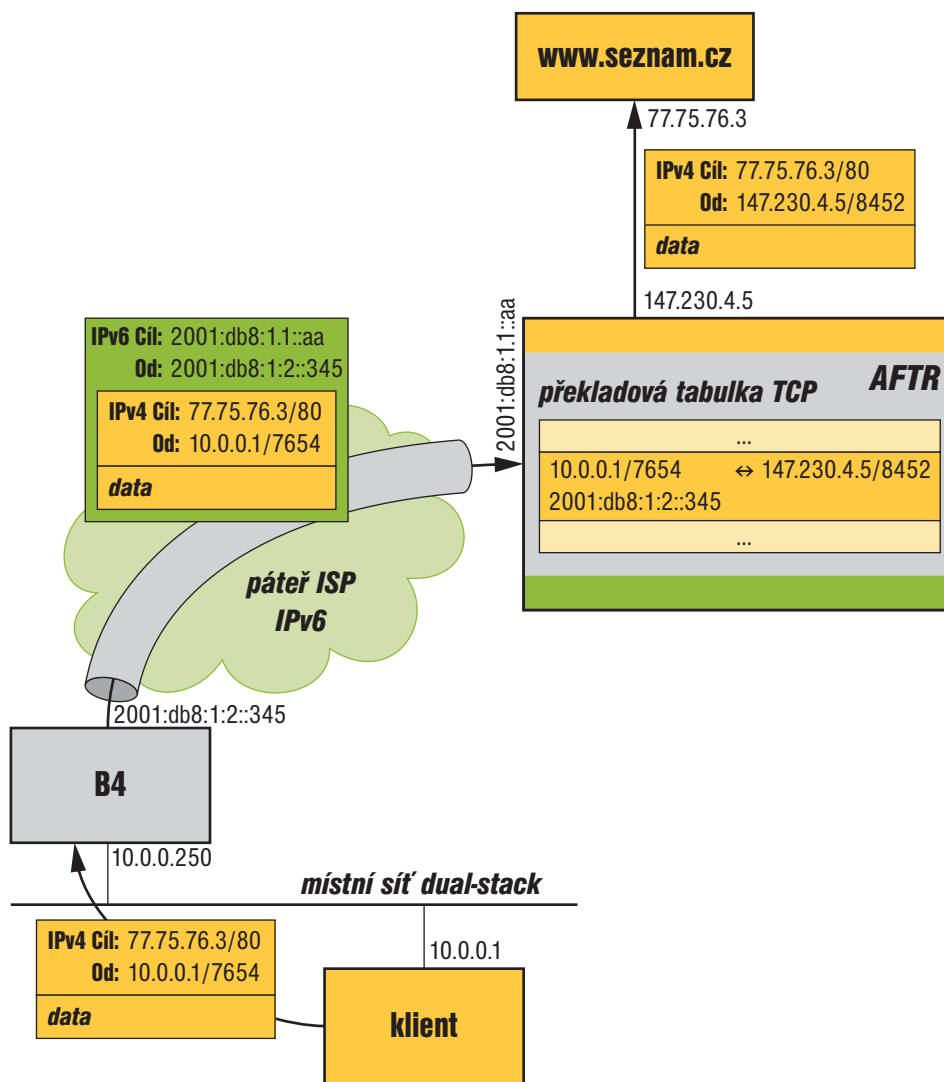 www.seznam.cz
77.75.76.3
IPv4 Cíl: 77.75.76.3/80
Od: 147.230.4.5/8452
data
147.230.4.5
IPv6 Cíl: 2001:db8:1.1::aa
Od: 2001:db8:1:2::345
IPv4 Cíl: 77.75.76.3/80
Od: 10.0.0.1/7654
data
2001:db8:1.1::aa
AFTR
překladová tabulka TCP
...
10.0.0.1/7654 ↔ 147.230.4.5/8452
2001:db8:1:2::345
...
páteř ISP
IPv6
2001:db8:1:2::345
B4
10.0.0.250
místní síť dual-stack
IPv4 Cíl: 77.75.76.3/80
Od: 10.0.0.1/7654
data
10.0.0.1
klient